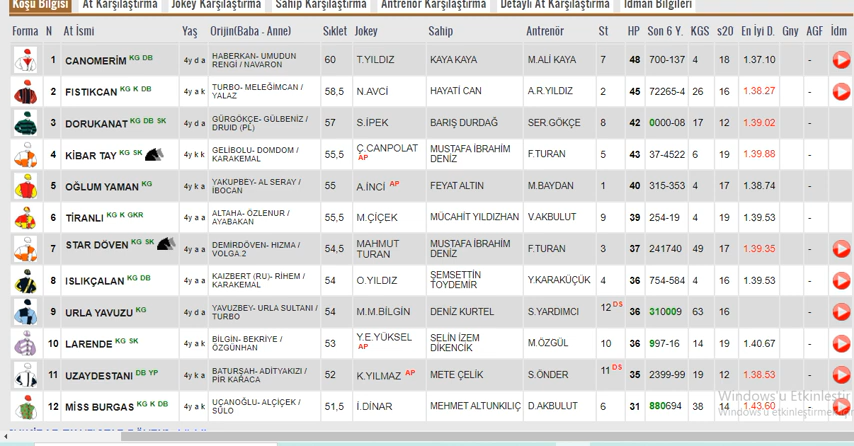 Koşu Bilgisi At Karşılaştırma Jokey Karşılaştırma Sahip Karşılaştırma Antrenör Karşılaştırma Detaylı At Karşılaştırma İdman Bilgileri
Forma N At İsmi Yaş Orijin(Baba - Anne) Sıklet Jokey Sahip Antrenör St HP Son 6 Y. KGS s20 En İyi D. Gny AGF İdm
1 CANOMERİM KG DB 4y d a HABERKAN- UMUDUN RENGİ / NAVARON 60 T.YILDIZ KAYA KAYA M.ALİ KAYA 7 48 700-137 4 18 1.37.10 -
2 FISTIKCAN KG K DB 4y a k TURBO- MELEĞİMCAN / YALAZ 58,5 N.AVCİ HAYATİ CAN A.R.YILDIZ 2 45 72265-4 26 16 1.38.27 -
3 DORUKANAT KG DB SK 4y d a GÜRGÖKÇE- GÜLBENİZ / DRUID (PL) 57 S.İPEK BARIŞ DURDAĞ SER.GÖKÇE 8 42 0000-08 17 12 1.39.02 -
4 KİBAR TAY KG SK 4y k k GELİBOLU- DOMDOM / KARAKEMAL 55,5 Ç.CANPOLAT AP MUSTAFA İBRAHİM DENİZ F.TURAN 5 43 37-4522 6 19 1.39.88 -
5 OĞLUM YAMAN KG 4y a k YAKUPBEY- AL SERAY / İBOCAN 55 A.İNCİ AP FEYAT ALTIN M.BAYDAN 1 40 315-353 4 17 1.38.74 -
6 TİRANLI KG K GKR 4y a a ALTAHA- ÖZLENUR / AYABAKAN 55,5 M.ÇİÇEK MÜCAHİT YILDIZHAN V.AKBULUT 9 39 254-19 4 19 1.39.53 -
7 STAR DÖVEN KG SK 4y a a DEMİRDÖVEN- HIZMA / VOLGA.2 54,5 MAHMUT TURAN MUSTAFA İBRAHİM DENİZ F.TURAN 3 37 241740 49 17 1.39.35 -
8 ISLIKÇALAN KG DB 4y a a KAIZBERT (RU)- RİHEM / KARAKEMAL 54 O.YILDIZ ŞEMSETTİN TOYDEMİR Y.KARAKÜÇÜK 4 36 754-584 4 16 1.39.53 -
9 URLA YAVUZU KG 4y d a YAVUZBEY- URLA SULTANI / TURBO 54 M.M.BİLGİN DENİZ KURTEL S.YARDIMCI 12 DS 36 310009 63 16 -
10 LARENDE KG SK 4y a k BİLGİN- BEKRİYE / ÖZGÜNHAN 53 Y.E.YÜKSEL AP SELİN İZEM DİKENCİK M.ÖZGÜL 10 36 997-16 14 19 1.40.67 -
11 UZAYDESTANI DB YP 4y k a BATURŞAH- ADİTYAKIZI / PİR KARACA 52 K.YILMAZ AP METE ÇELİK S.ÖNDER 11 DS 35 2399-99 19 12 1.38.53 -
12 MİSS BURGAS KG K DB 4y a k UÇANOĞLU- ALÇİÇEK / SÜLO 51,5 İ.DİNAR MEHMET ALTUNKILIÇ D.AKBULUT 6 31 880694 38 14 1.43.60 -
Windows'u Etkinleştir